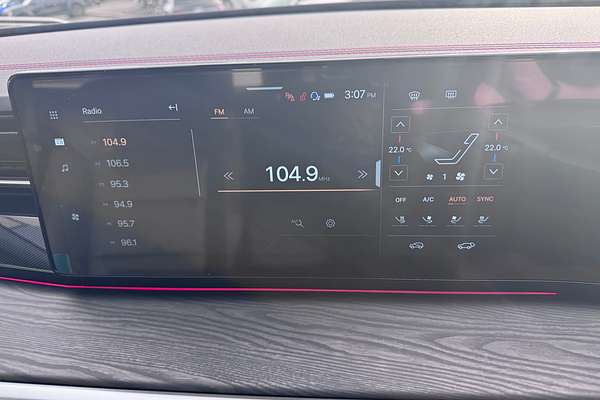 Radio
FM AM
3:07 PM
104.9
106.5
95.3
94.9
95.7
96.1
104.9 MHz
22.0 °C
22.0 °C
1
OFF A/C AUTO SYNC